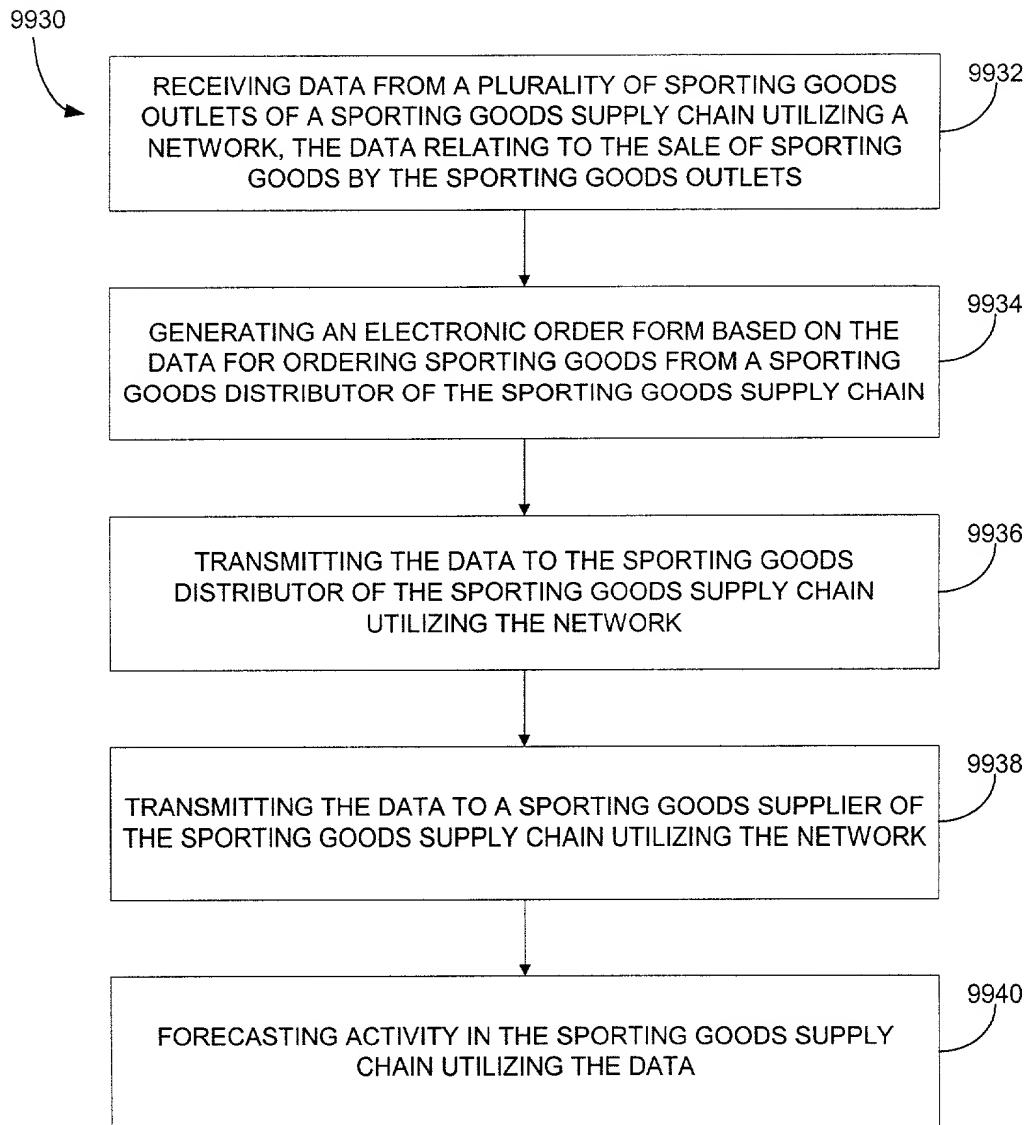 9930
9932
RECEIVING DATA FROM A PLURALITY OF SPORTING GOODS
OUTLETS OF A SPORTING GOODS SUPPLY CHAIN UTILIZING A
NETWORK, THE DATA RELATING TO THE SALE OF SPORTING
GOODS BY THE SPORTING GOODS OUTLETS
9934
GENERATING AN ELECTRONIC ORDER FORM BASED ON THE
DATA FOR ORDERING SPORTING GOODS FROM A SPORTING
GOODS DISTRIBUTOR OF THE SPORTING GOODS SUPPLY CHAIN
9936
TRANSMITTING THE DATA TO THE SPORTING GOODS
DISTRIBUTOR OF THE SPORTING GOODS SUPPLY CHAIN
UTILIZING THE NETWORK
9938
TRANSMITTING THE DATA TO A SPORTING GOODS SUPPLIER OF
THE SPORTING GOODS SUPPLY CHAIN UTILIZING THE NETWORK
9940
FORECASTING ACTIVITY IN THE SPORTING GOODS SUPPLY
CHAIN UTILIZING THE DATA